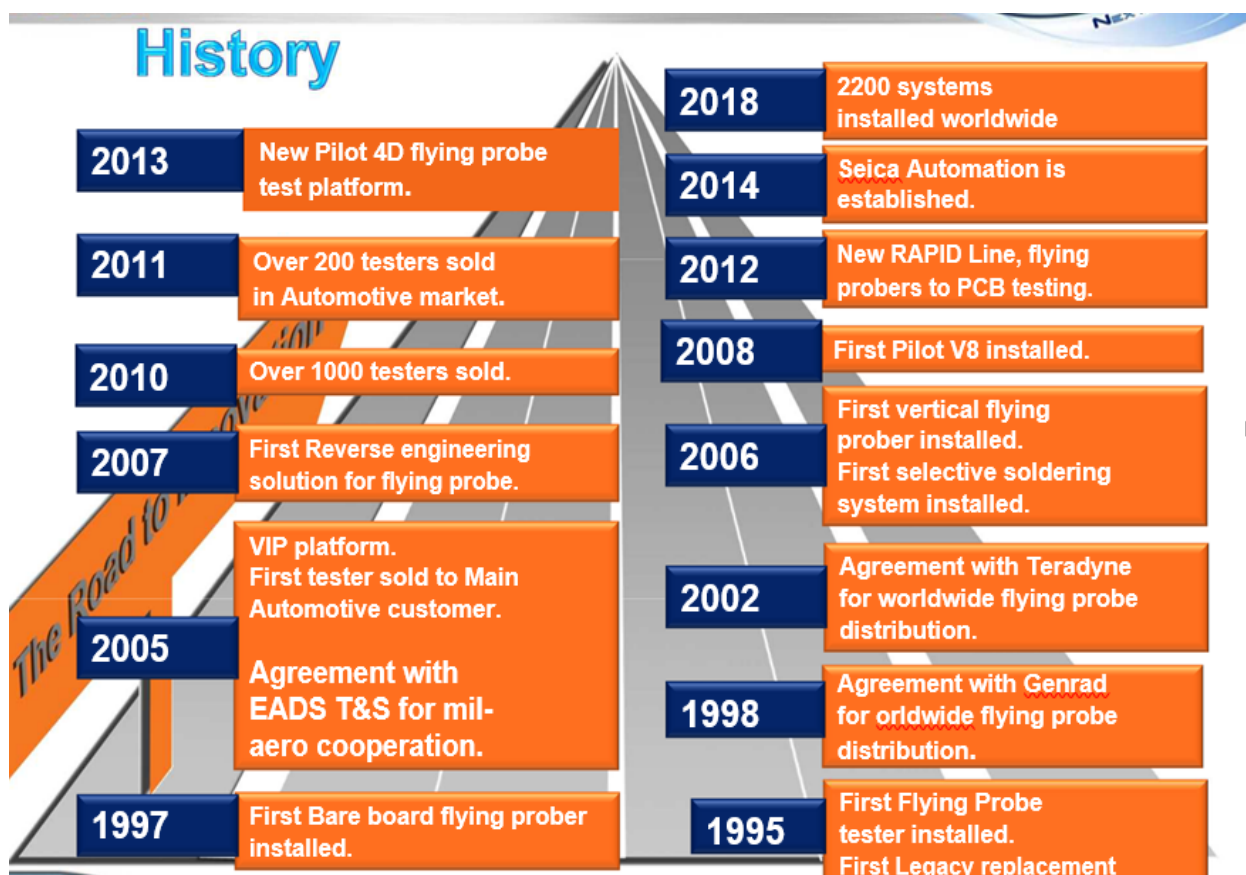 History
2013
New Pilot 4D flying probe
test platform.
2011
Over 200 testers sold
in Automotive market.
2010
Over 1000 testers sold.
2007
First Reverse engineering
solution for flying probe.
2005
VIP platform.
First tester sold to Main
Automotive customer.
Agreement with
EADS T&S for mil-
aero cooperation.
1997
First Bare board flying prober
installed.
The Road to
2018
2200 systems
installed worldwide
2014
Seica Automation is
established.
2012
New RAPID Line, flying
probers to PCB testing.
2008
First Pilot V8 installed.
2006
First vertical flying
prober installed.
First selective soldering
system installed.
2002
Agreement with Teradyne
for worldwide flying probe
distribution.
1998
Agreement with Genrad
for orldwide flying probe
distribution.
1995
First Flying Probe
tester installed.
First Legacy replacement